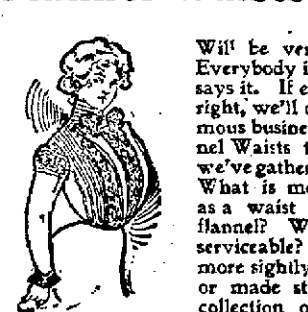 Will be ver
Everybody i
says it. If e
right, we'll
mous busine
nel Waists
we've gather
What is m
as a waist
flannel? W
serviceable?
more sightly
or made st
collection